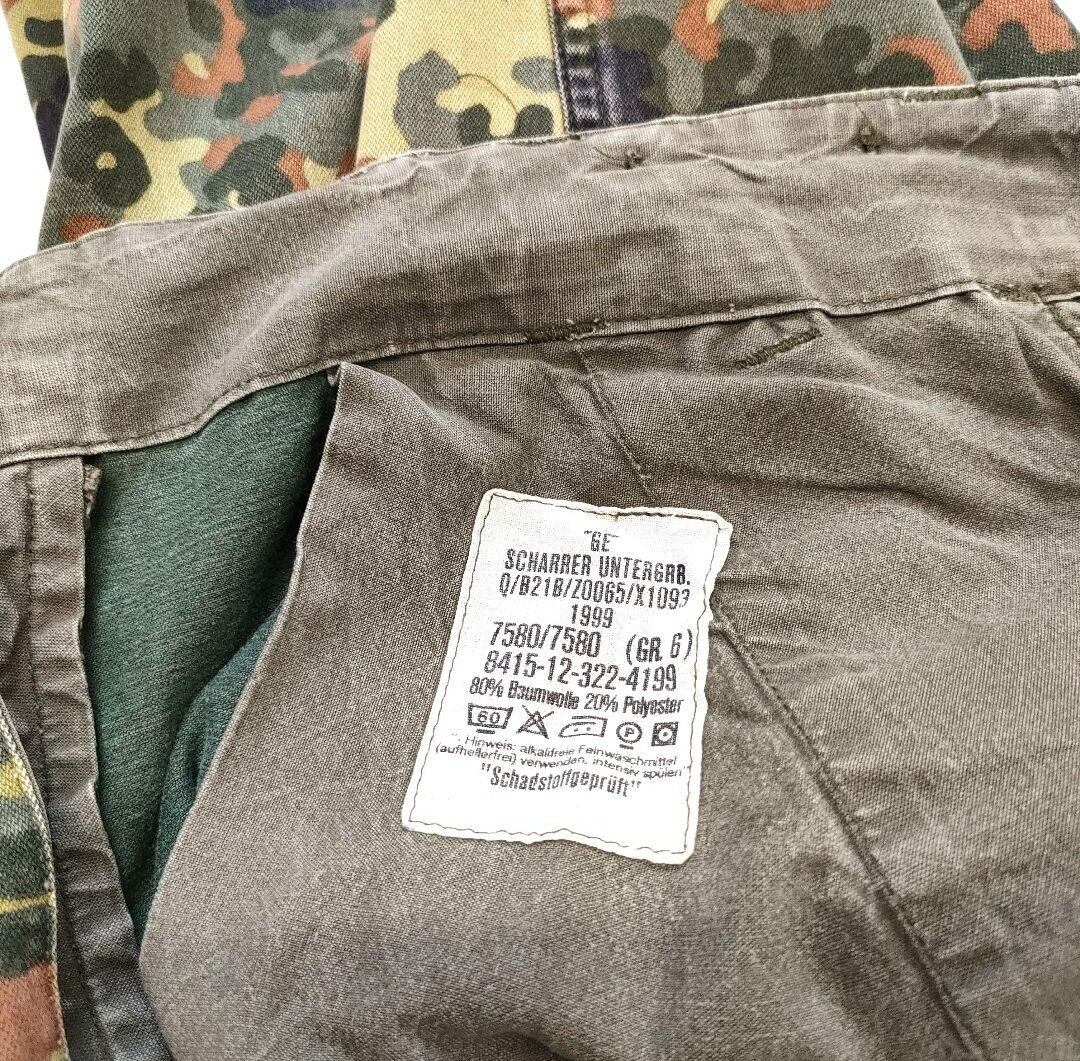 "GE"
SCHARRER UNTERGRB.
Q/B21B/Z0065/X1093
1999
7580/7580 (GR. 6)
8415-12-322-4199
80% Baumwolle 20% Polyester
60 P
Hinweis: alkalifreie Feinwaschmittel
(aufhellerfrei) verwenden, intensiv spülen
"Schadstoffgeprüft"